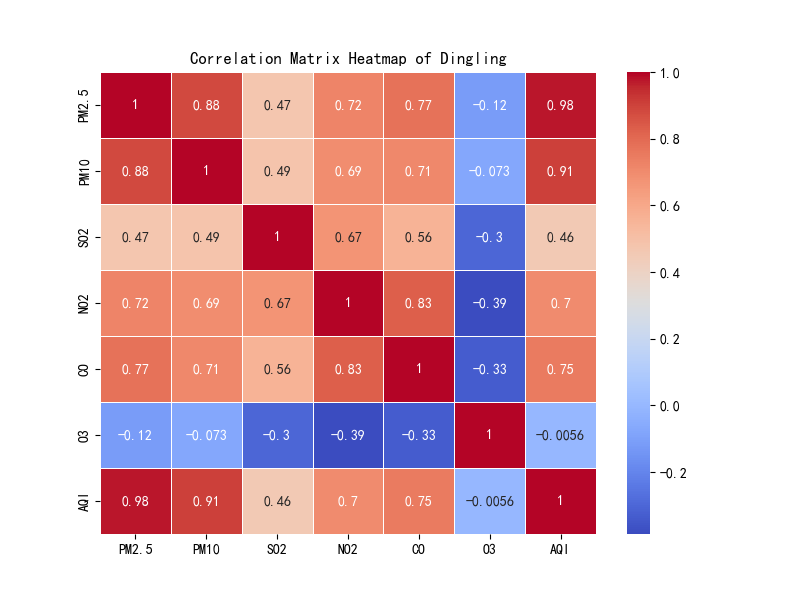 Correlation Matrix Heatmap of Dingling
PM2.5 1 0.88 0.47 0.72 0.77 -0.12 0.98
PM10 0.88 1 0.49 0.69 0.71 -0.073 0.91
SO2 0.47 0.49 1 0.67 0.56 -0.3 0.46
NO2 0.72 0.69 0.67 1 0.83 -0.39 0.7
CO 0.77 0.71 0.56 0.83 1 -0.33 0.75
O3 -0.12 -0.073 -0.3 -0.39 -0.33 1 -0.0056
AQI 0.98 0.91 0.46 0.7 0.75 -0.0056 1
PM2.5 PM10 SO2 NO2 CO O3 AQI
1.0
0.8
0.6
0.4
0.2
0.0
-0.2